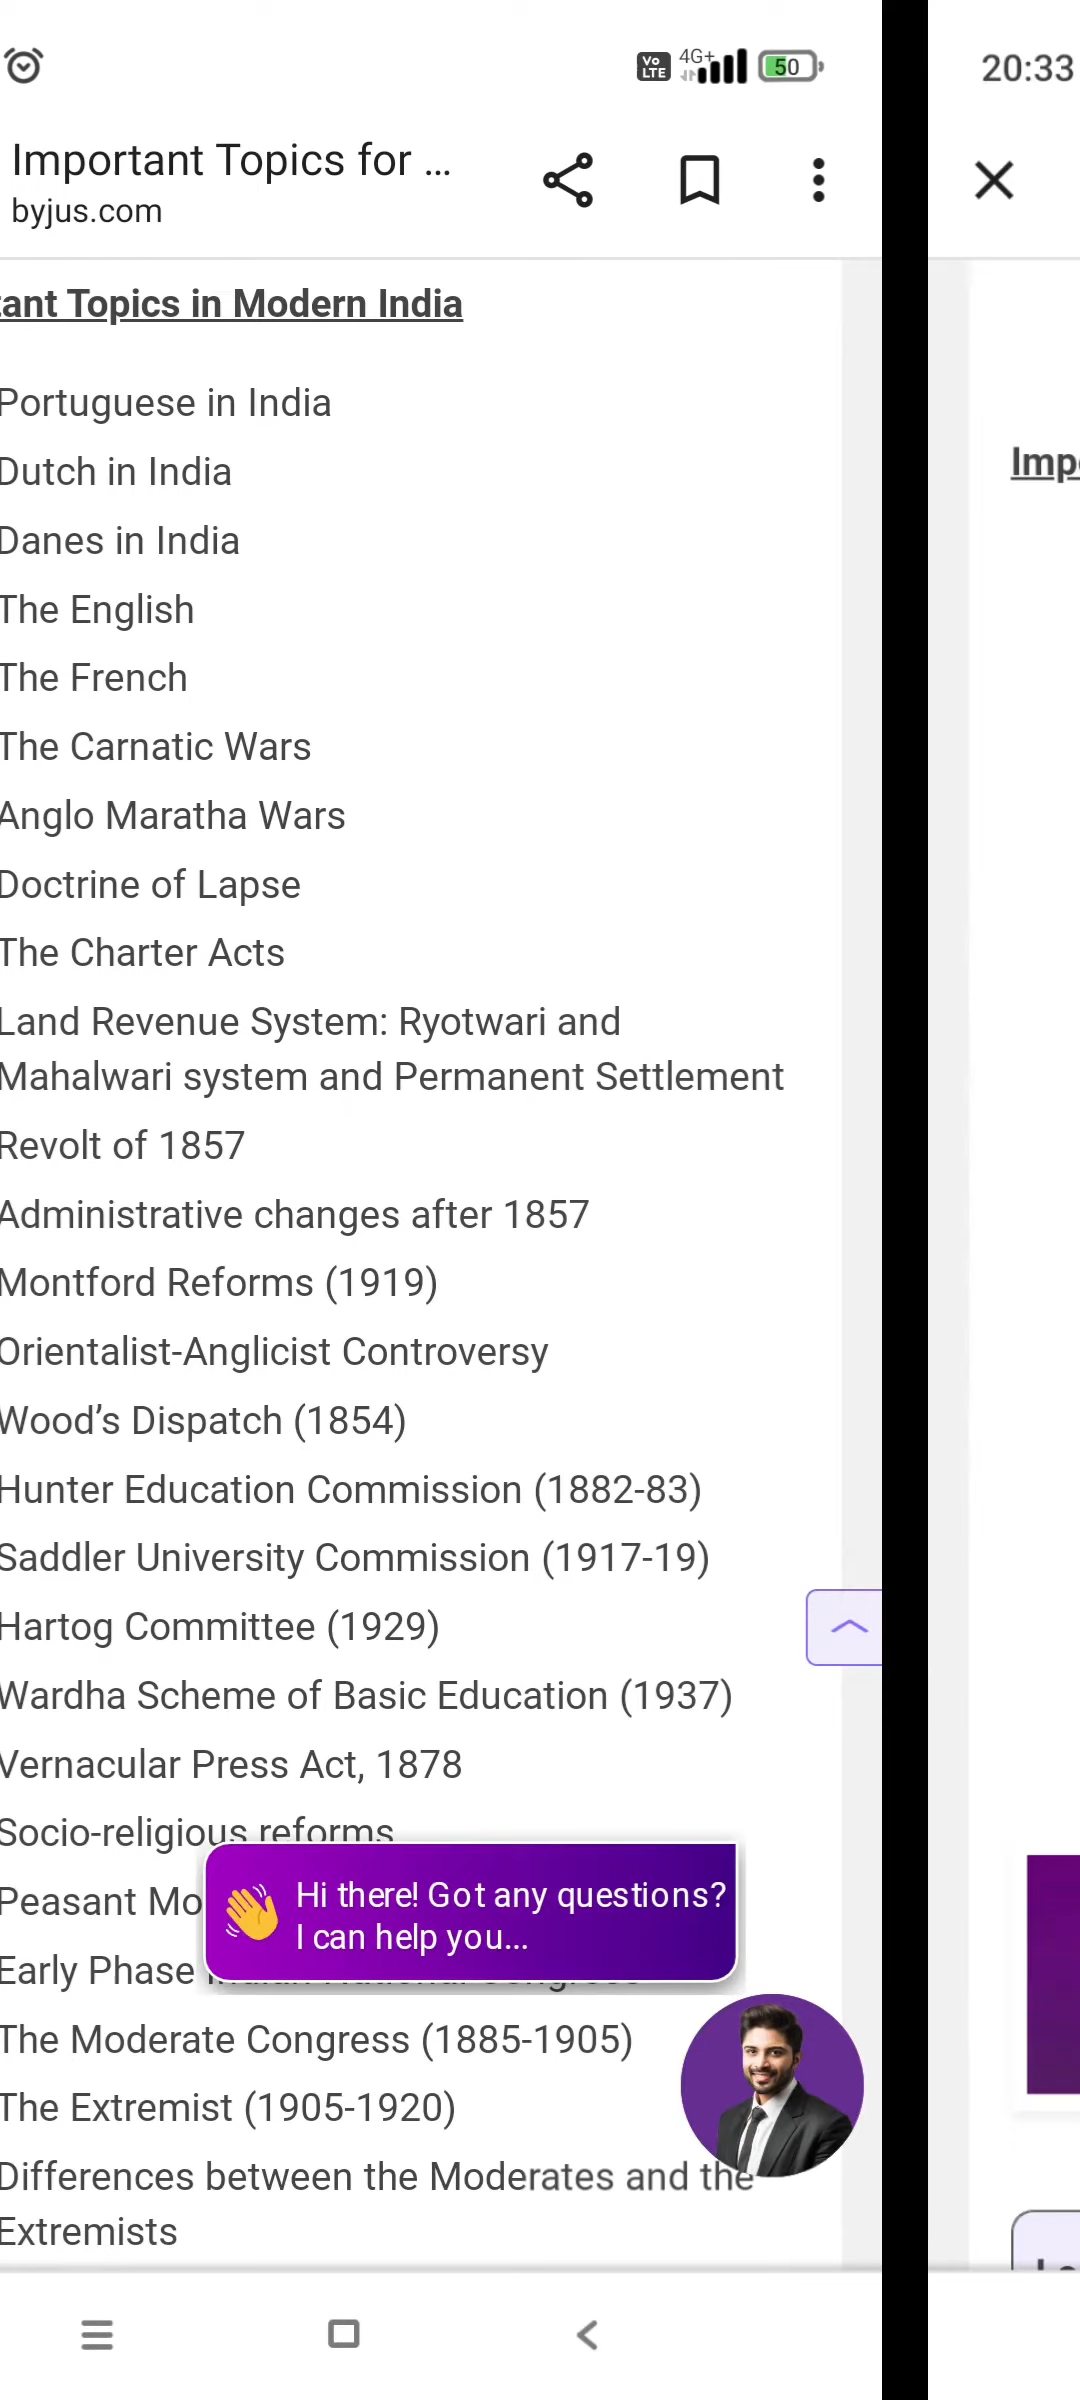 Vo
LTE
4G+
50
20:33
Important Topics for ...
byjus.com
tant Topics in Modern India
Portuguese in India
Dutch in India
Danes in India
The English
The French
The Carnatic Wars
Anglo Maratha Wars
Doctrine of Lapse
The Charter Acts
Land Revenue System: Ryotwari and
Mahalwari system and Permanent Settlement
Revolt of 1857
Administrative changes after 1857
Montford Reforms (1919)
Orientalist-Anglicist Controversy
Wood's Dispatch (1854)
Hunter Education Commission (1882-83)
Saddler University Commission (1917-19)
Hartog Committee (1929)
Wardha Scheme of Basic Education (1937)
Vernacular Press Act, 1878
Socio-religious reforms
Peasant Mo
Hi there! Got any questions?
I can help you...
Early Phase
The Moderate Congress (1885-1905)
The Extremist (1905-1920)
Differences between the Moderates and the
Extremists
Imp